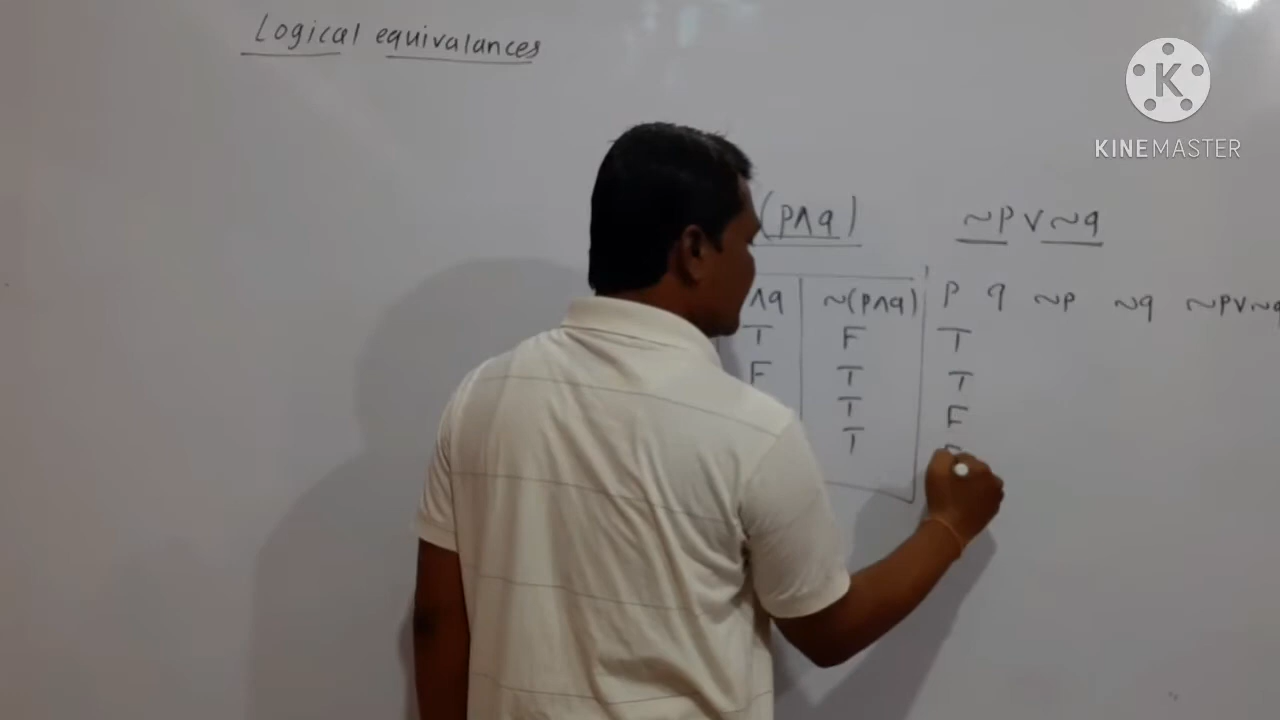 Logical equivalances
KINEMASTER
(p∧q) ~p ∨ ~q
∧q ~(p∧q) p q ~p ~q ~p∨~q
T F T
F T T
T F
T